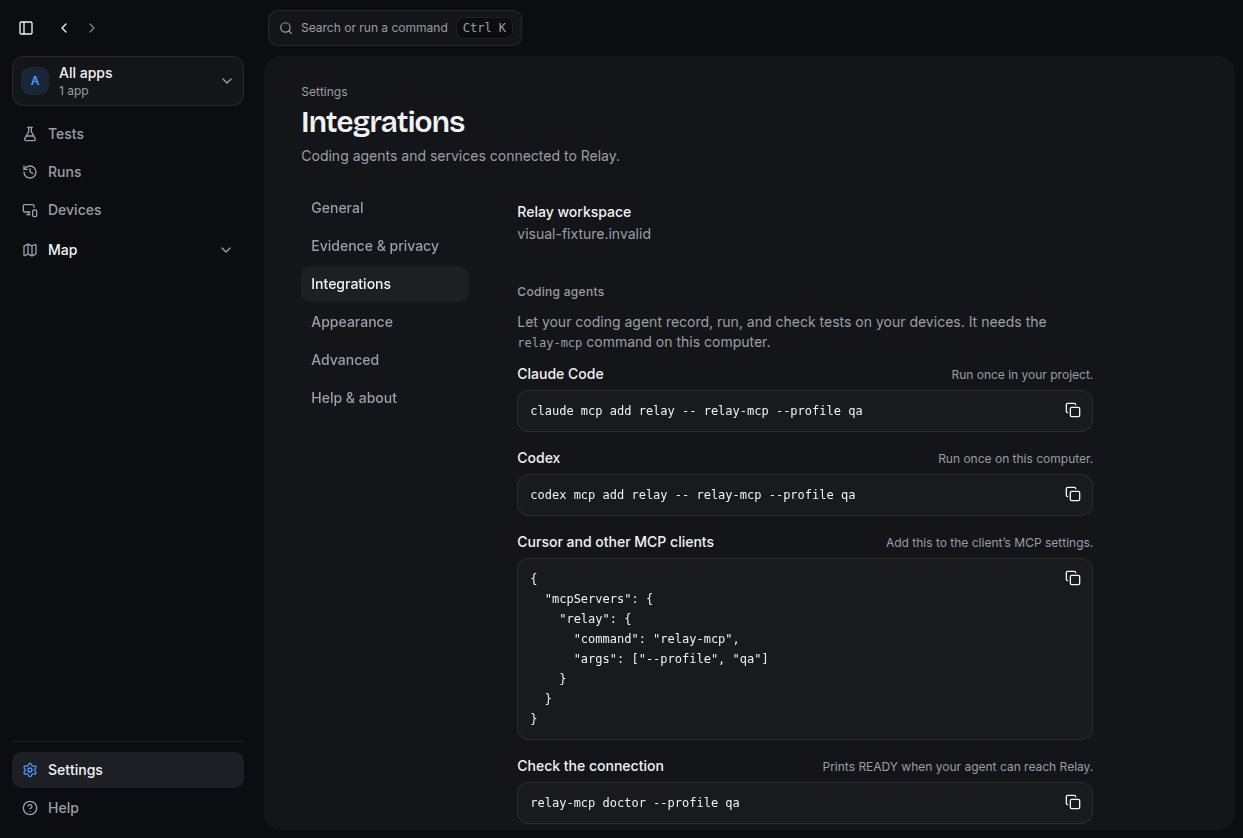 Search or run a command Ctrl K
A
All apps
1 app
Tests
Runs
Devices
Map
Settings
Help
Settings
Integrations
Coding agents and services connected to Relay.
General
Evidence & privacy
Integrations
Appearance
Advanced
Help & about
Relay workspace
visual-fixture.invalid
Coding agents
Let your coding agent record, run, and check tests on your devices. It needs the
relay-mcp command on this computer.
Claude Code Run once in your project.
claude mcp add relay -- relay-mcp --profile qa
Codex Run once on this computer.
codex mcp add relay -- relay-mcp --profile qa
Cursor and other MCP clients Add this to the client’s MCP settings.
{
  "mcpServers": {
    "relay": {
      "command": "relay-mcp",
      "args": ["--profile", "qa"]
    }
  }
}
Check the connection Prints READY when your agent can reach Relay.
relay-mcp doctor --profile qa